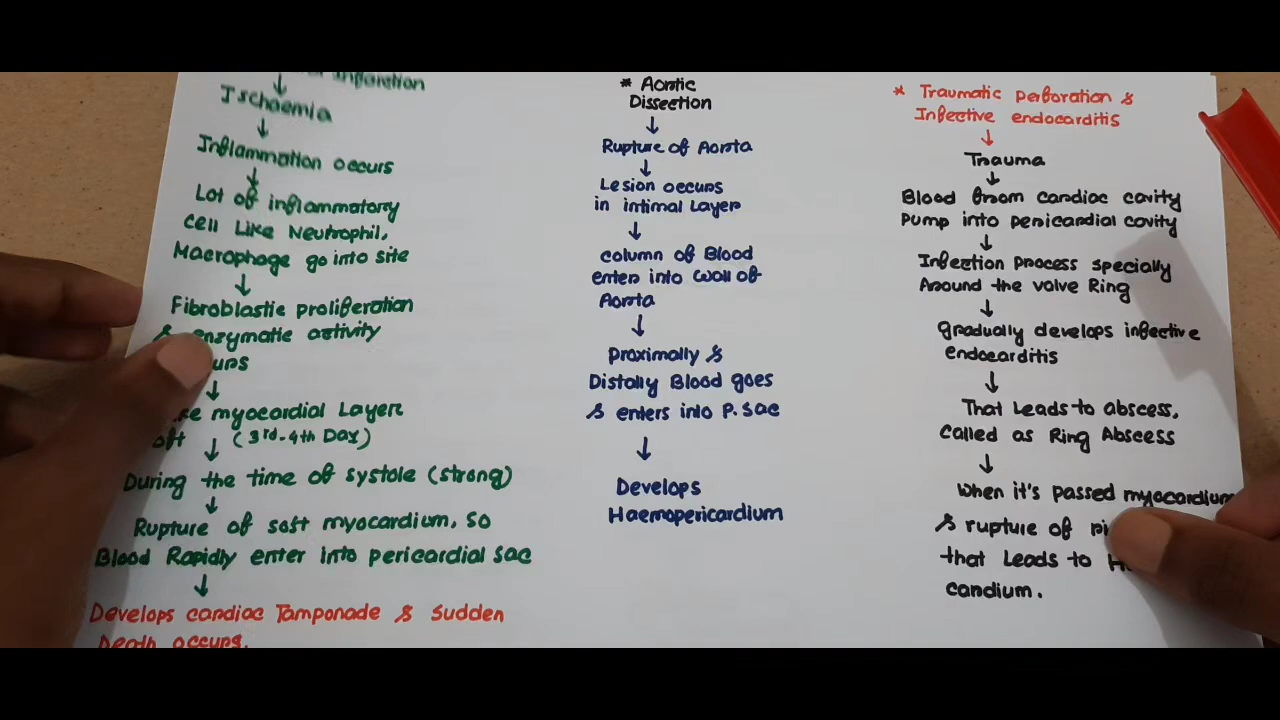 ↓
Ischaemia
↓
Inflammation occurs
↓
Lot of inflammatory
cell Like Neutrophil,
Macrophage go into site
↓
Fibroblastic proliferation
& enzymatic activity
↓
myocardial Layer
(3rd-4th Day)
↓
During the time of systole (strong)
↓
Rupture of soft myocardium, so
Blood Rapidly enter into pericardial sac
↓
Develops cardiac Tamponade & sudden
Death occurs.
* Aortic
Dissection
↓
Rupture of Aorta
↓
Lesion occurs
in intimal Layer
↓
column of Blood
enter into wall of
Aorta
↓
Proximally &
Distally Blood goes
& enters into P. sac
↓
Develops
Haemopericardium
* Traumatic perforation &
Infective endocarditis
↓
Trauma
↓
Blood from cardiac cavity
Pump into pericardial cavity
↓
Infection process specially
Around the valve Ring
↓
gradually develops infective
endocarditis
↓
That Leads to abscess,
called as Ring Abscess
↓
When it's passed myocardium
& rupture of
that Leads to
cardium.